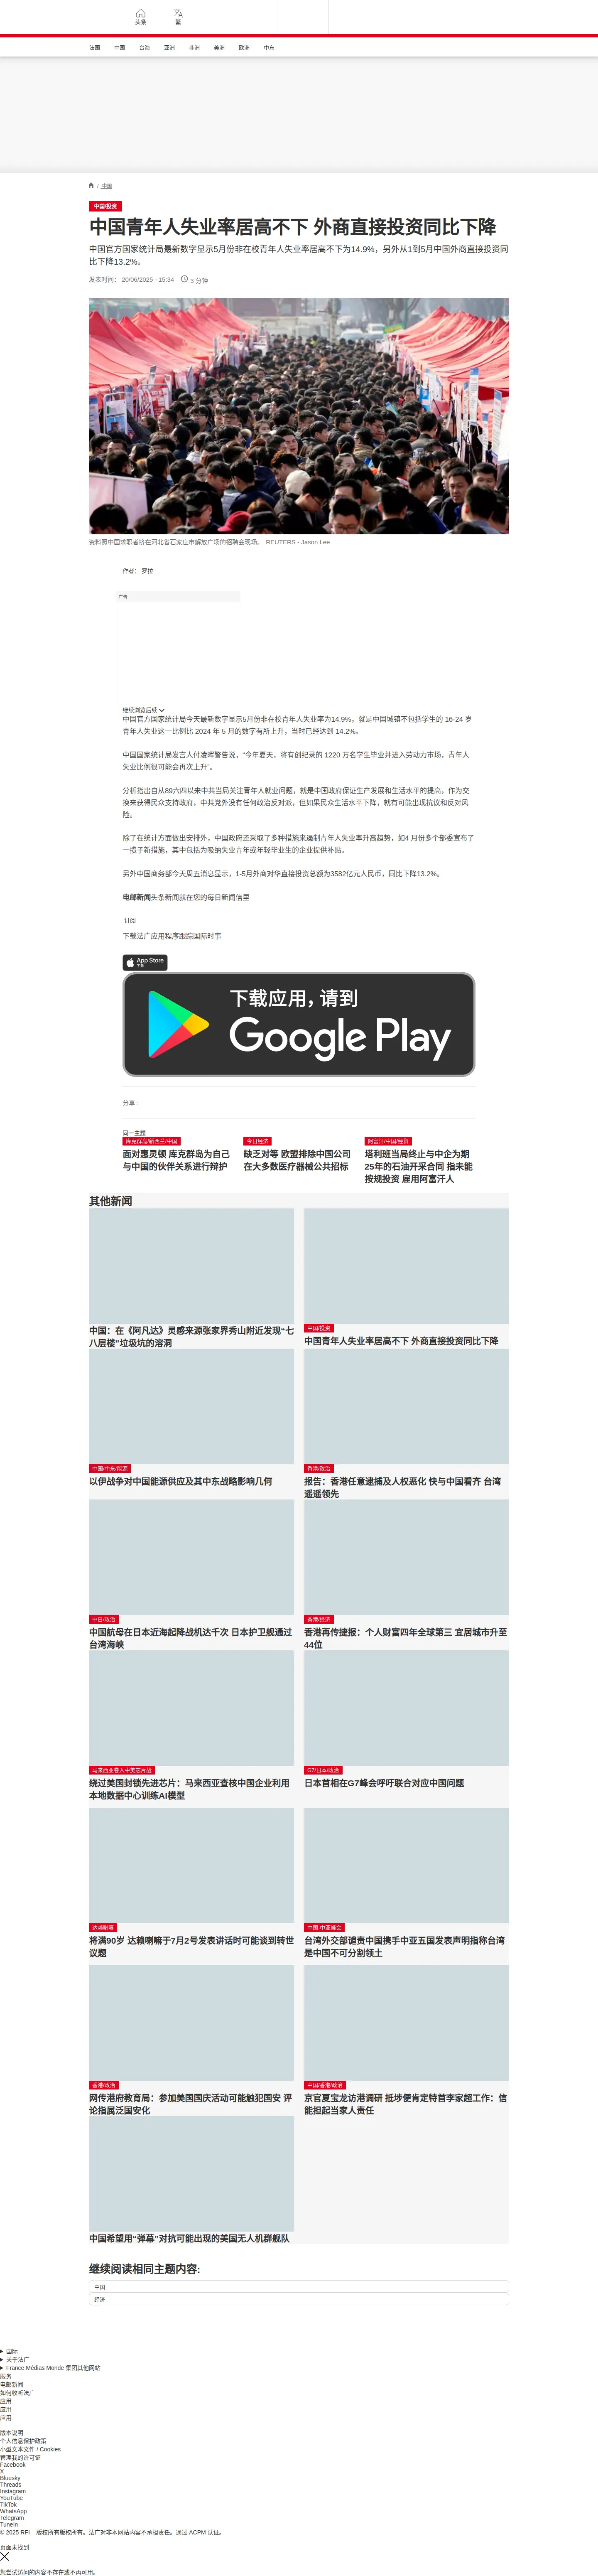 头条
繁
法国
中国
台海
亚洲
非洲
美洲
欧洲
中东
/ 中国
中国/投资
中国青年人失业率居高不下 外商直接投资同比下降
中国官方国家统计局最新数字显示5月份非在校青年人失业率居高不下为14.9%，另外从1到5月中国外商直接投资同
比下降13.2%。
发表时间： 20/06/2025 - 15:34
3 分钟
资料照中国求职者挤在河北省石家庄市解放广场的招聘会现场。 REUTERS - Jason Lee
作者： 罗拉
广告
继续浏览后续
中国官方国家统计局今天最新数字显示5月份非在校青年人失业率为14.9%，就是中国城镇不包括学生的 16-24 岁
青年人失业这一比例比 2024 年 5 月的数字有所上升，当时已经达到 14.2%。
中国国家统计局发言人付凌晖警告说，“今年夏天，将有创纪录的 1220 万名学生毕业并进入劳动力市场，青年人
失业比例很可能会再次上升”。
分析指出自从89六四以来中共当局关注青年人就业问题，就是中国政府保证生产发展和生活水平的提高，作为交
换来获得民众支持政府，中共党外没有任何政治反对派，但如果民众生活水平下降，就有可能出现抗议和反对风
险。
除了在统计方面做出安排外，中国政府还采取了多种措施来遏制青年人失业率升高趋势，如4 月份多个部委宣布了
一揽子新措施，其中包括为吸纳失业青年或年轻毕业生的企业提供补贴。
另外中国商务部今天周五消息显示，1-5月外商对华直接投资总额为3582亿元人民币，同比下降13.2%。
电邮新闻头条新闻就在您的每日新闻信里
订阅
下载法广应用程序跟踪国际时事
App Store
下载
下载应用，请到
Google Play
分享 :
同一主题
库克群岛/新西兰/中国
面对惠灵顿 库克群岛为自己
与中国的伙伴关系进行辩护
今日经济
缺乏对等 欧盟排除中国公司
在大多数医疗器械公共招标
阿富汗/中国/经贸
塔利班当局终止与中企为期
25年的石油开采合同 指未能
按规投资 雇用阿富汗人
其他新闻
中国：在《阿凡达》灵感来源张家界秀山附近发现“七
八层楼”垃圾坑的溶洞
中国/投资
中国青年人失业率居高不下 外商直接投资同比下降
中国/中东/能源
以伊战争对中国能源供应及其中东战略影响几何
香港/政治
报告：香港任意逮捕及人权恶化 快与中国看齐 台湾
遥遥领先
中日/政治
中国航母在日本近海起降战机达千次 日本护卫舰通过
台湾海峡
香港/经济
香港再传捷报：个人财富四年全球第三 宜居城市升至
44位
马来西亚卷入中美芯片战
绕过美国封锁先进芯片：马来西亚查核中国企业利用
本地数据中心训练AI模型
G7/日本/政治
日本首相在G7峰会呼吁联合对应中国问题
达赖喇嘛
将满90岁 达赖喇嘛于7月2号发表讲话时可能谈到转世
议题
中国-中亚峰会
台湾外交部谴责中国携手中亚五国发表声明指称台湾
是中国不可分割领土
香港/政治
网传港府教育局：参加美国国庆活动可能触犯国安 评
论指属泛国安化
中国/香港/政治
京官夏宝龙访港调研 抵埗便肯定特首李家超工作：信
能担起当家人责任
中国希望用“弹幕”对抗可能出现的美国无人机群舰队
继续阅读相同主题内容:
中国
经济
国际
关于法广
France Médias Monde 集团其他网站
服务
电邮新闻
如何收听法广
应用
应用
应用
版本说明
个人信息保护政策
小型文本文件 / Cookies
管理我的许可证
Facebook
X
Bluesky
Threads
Instagram
YouTube
TikTok
WhatsApp
Telegram
TuneIn
© 2025 RFI – 版权所有版权所有。法广对非本网站内容不承担责任。通过 ACPM 认证。
页面未找到
您尝试访问的内容不存在或不再可用。